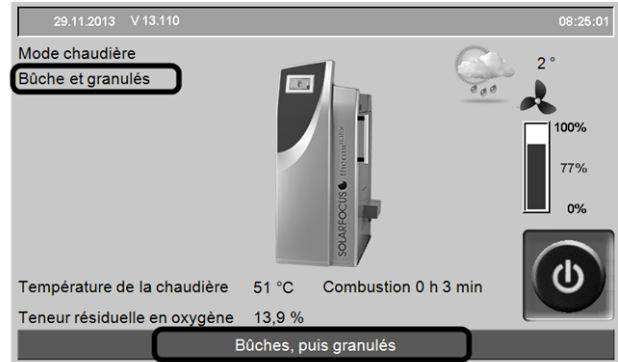 29.11.2013 V 13.110 08:25:01
Mode chaudière
Bûche et granulés
2 °
100%
77%
0%
SOLARFOCUS
Température de la chaudière 51 °C Combustion 0 h 3 min
Teneur résiduelle en oxygène 13,9 %
Bûches, puis granulés